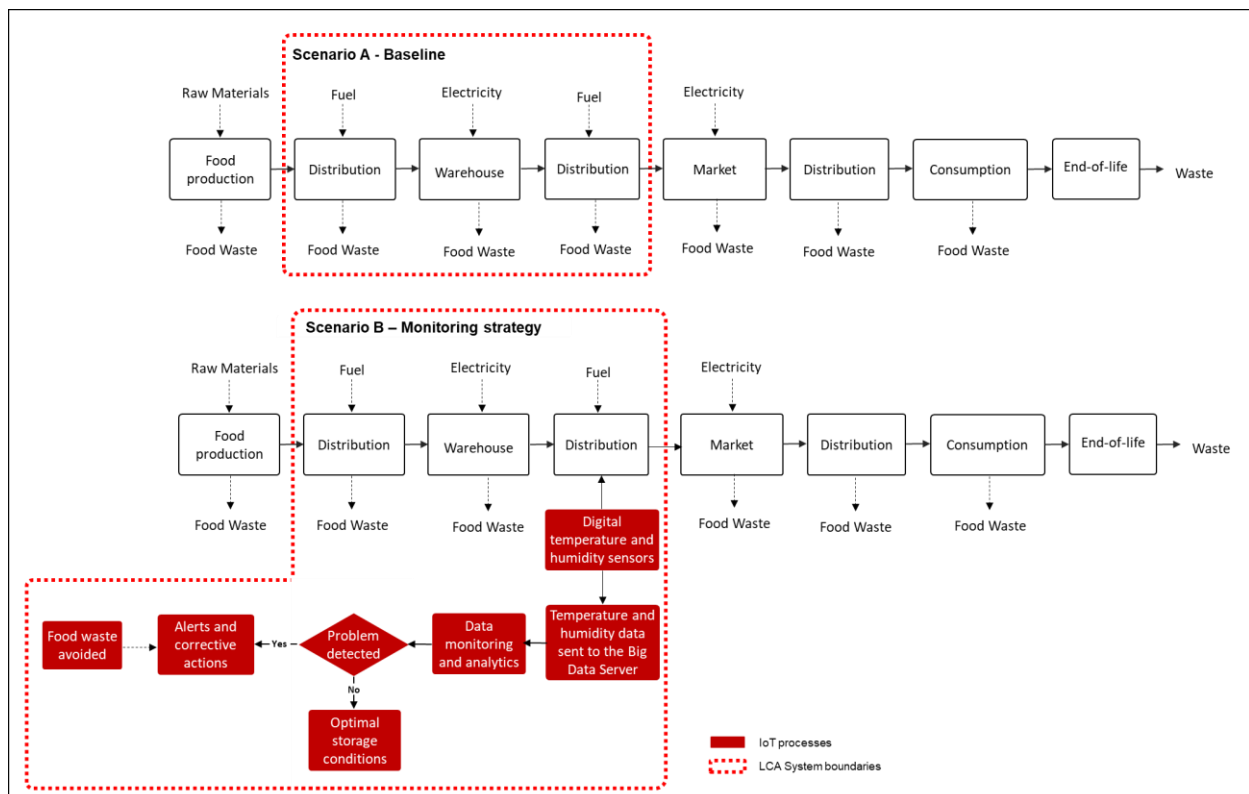 Scenario A - Baseline
Raw Materials
Fuel
Electricity
Fuel
Electricity
Food
production
Distribution
Warehouse
Distribution
Market
Distribution
Consumption
End-of-life
Waste
Food Waste
Food Waste
Food Waste
Food Waste
Food Waste
Food Waste
Food Waste
Scenario B – Monitoring strategy
Raw Materials
Fuel
Electricity
Fuel
Electricity
Food
production
Distribution
Warehouse
Distribution
Market
Distribution
Consumption
End-of-life
Waste
Food Waste
Food Waste
Food Waste
Food Waste
Food Waste
Food Waste
Digital
temperature and
humidity sensors
Food waste
avoided
Alerts and
corrective
actions
Yes
Problem
detected
Data
monitoring
and analytics
Temperature and
humidity data
sent to the Big
Data Server
No
Optimal
storage
conditions
IoT processes
LCA System boundaries